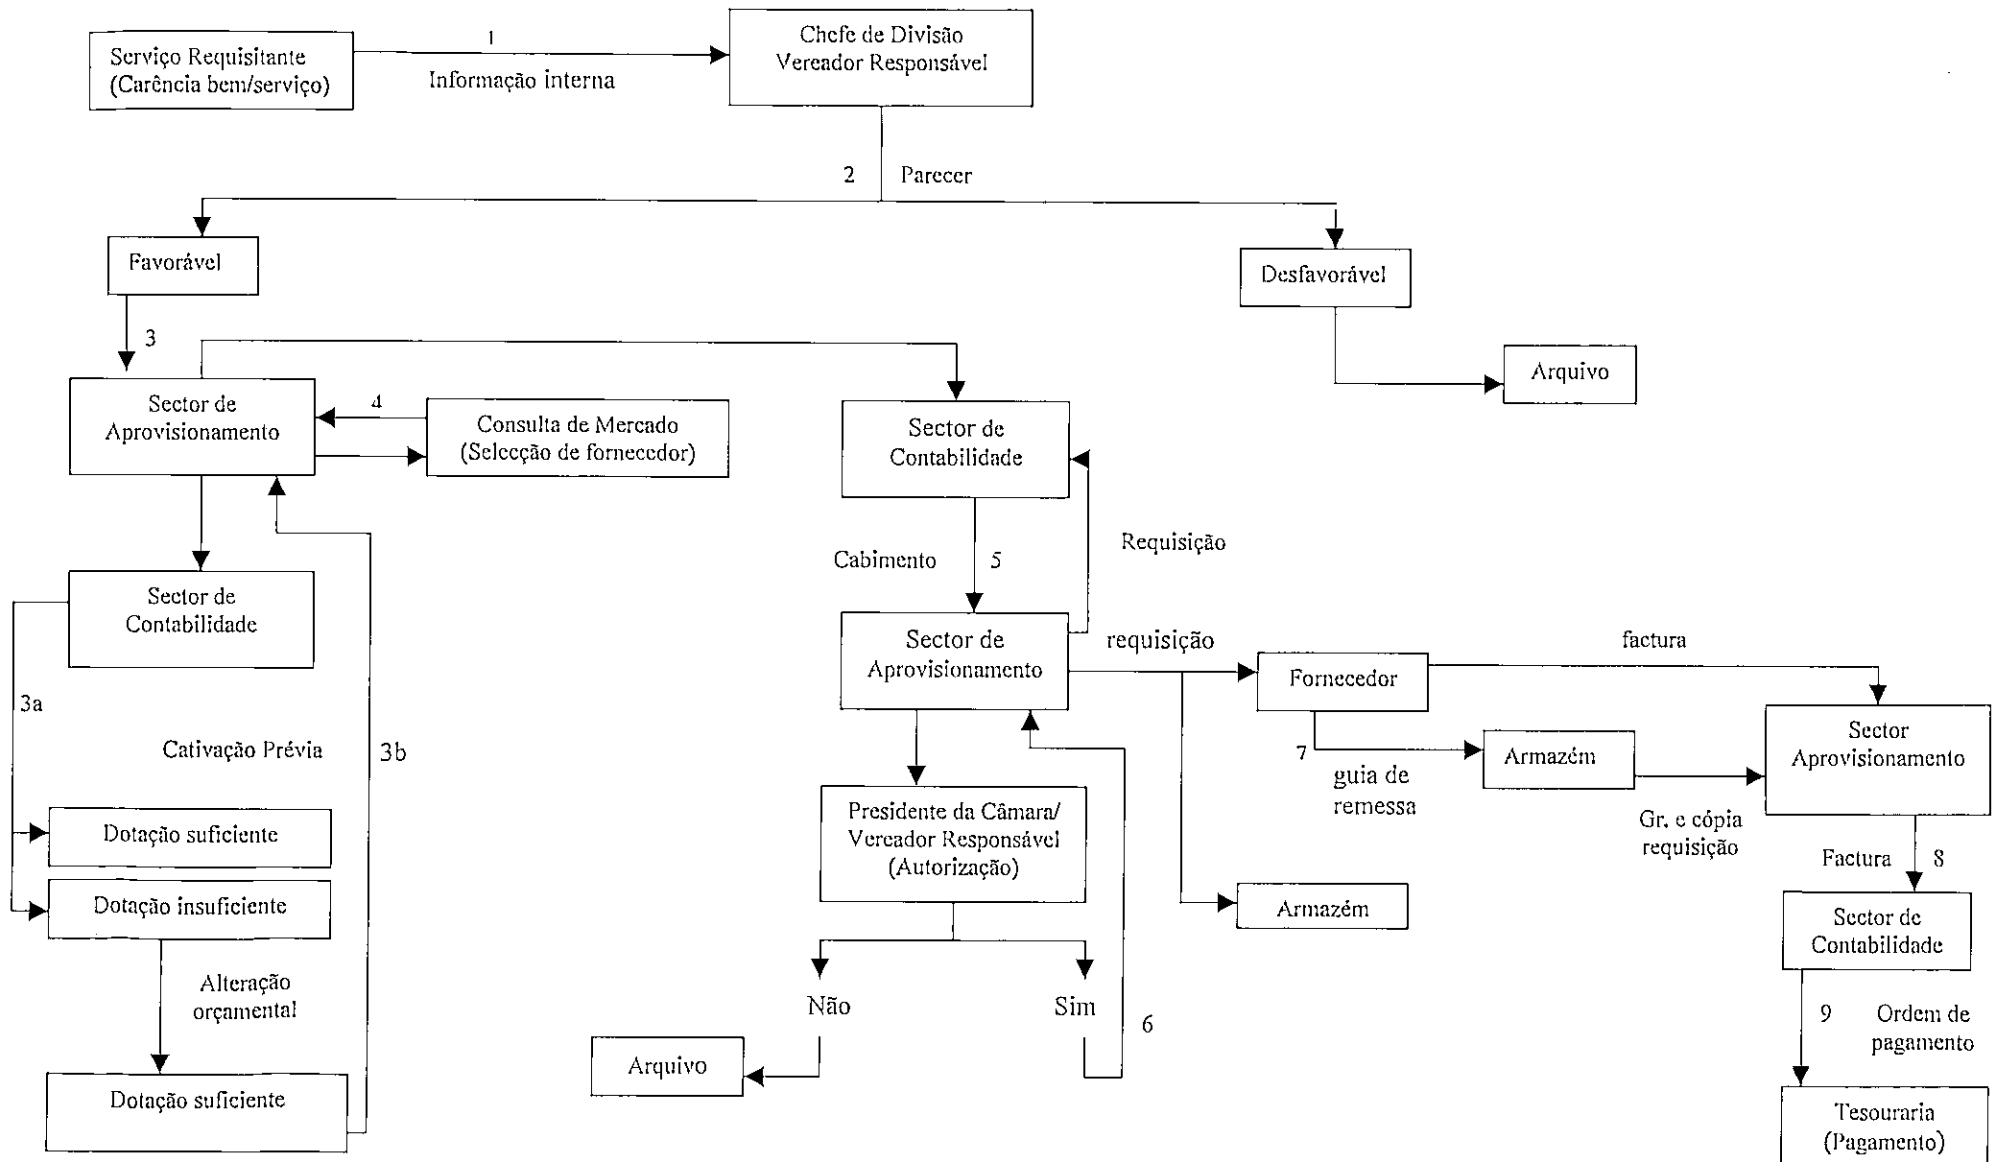 1
Serviço Requisitante
(Carência bem/serviço)
Informação interna
Chefe de Divisão
Vereador Responsável
2
Parecer
Favorável
Desfavorável
3
Arquivo
Sector de
Aprovisionamento
4
Consulta de Mercado
(Selecção de fornecedor)
Sector de
Contabilidade
Cabimento
5
Requisição
Sector de
Contabilidade
Sector de
Aprovisionamento
requisição
Fornecedor
factura
3a
Cativação Prévia
3b
7
guia de
remessa
Armazém
Sector
Aprovisionamento
Presidente da Câmara/
Vereador Responsável
(Autorização)
Gr. e cópia
requisição
Dotação suficiente
Factura
8
Dotação insuficiente
Armazém
Sector de
Contabilidade
Alteração
orçamental
Não
Sim
6
9
Ordem de
pagamento
Arquivo
Dotação suficiente
Tesouraria
(Pagamento)